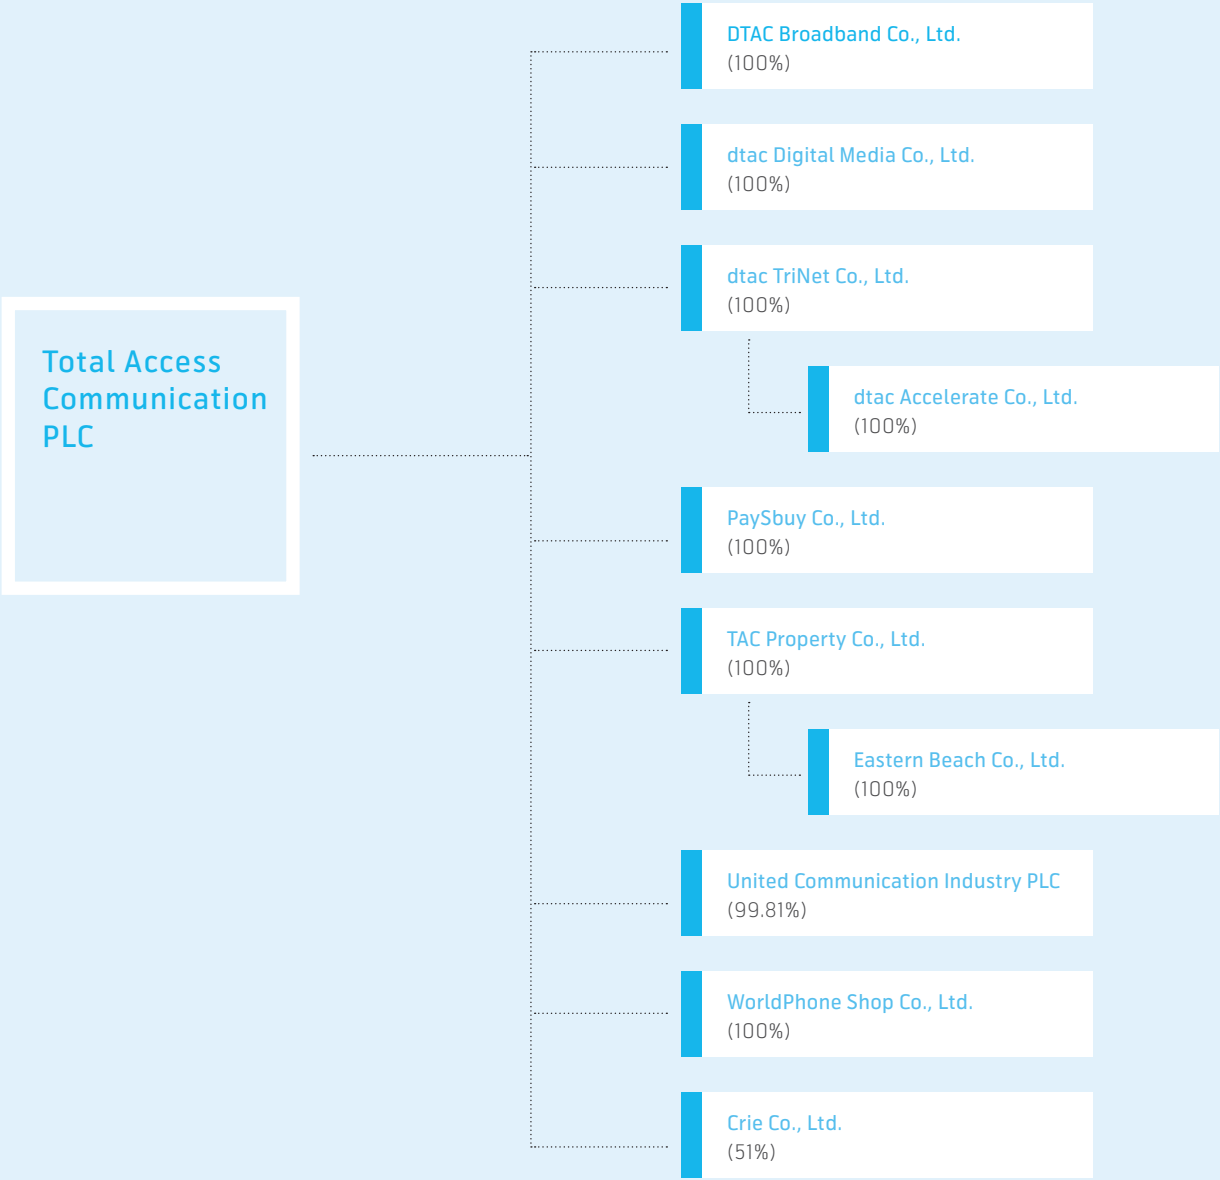 Total Access
Communication
PLC
DTAC Broadband Co., Ltd.
(100%)
dtac Digital Media Co., Ltd.
(100%)
dtac TriNet Co., Ltd.
(100%)
dtac Accelerate Co., Ltd.
(100%)
PaySbuy Co., Ltd.
(100%)
TAC Property Co., Ltd.
(100%)
Eastern Beach Co., Ltd.
(100%)
United Communication Industry PLC
(99.81%)
WorldPhone Shop Co., Ltd.
(100%)
Crie Co., Ltd.
(51%)